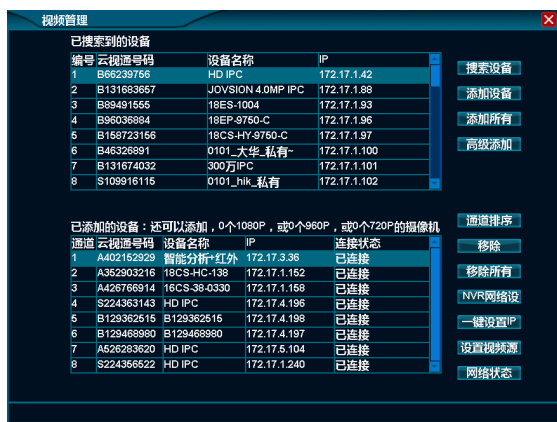 视频管理
已搜索到的设备
编号 云视通号码 设备名称 IP
1 B66239756 HD IPC 172.17.1.42
2 B131683657 JOVSION 4.0MP IPC 172.17.1.88
3 B89491555 18ES-1004 172.17.1.93
4 B96036884 18EP-9750-C 172.17.1.96
5 B158723156 18CS-HY-9750-C 172.17.1.97
6 B46326891 0101_大华_私有~ 172.17.1.100
7 B131674032 300万IPC 172.17.1.101
8 S109916115 0101_hik_私有 172.17.1.102
搜索设备
添加设备
添加所有
高级添加
已添加的设备：还可以添加，0个1080P，或0个960P，或0个720P的摄像机
通道 云视通号码 设备名称 IP 连接状态
1 A402152929 智能分析+红外 172.17.3.36 已连接
2 A352903216 18CS-HC-138 172.17.1.152 已连接
3 A426766914 16CS-38-0330 172.17.1.158 已连接
4 S224363143 HD IPC 172.17.4.196 已连接
5 B129362515 B129362515 172.17.4.198 已连接
6 B129468980 B129468980 172.17.4.197 已连接
7 A526283620 HD IPC 172.17.5.104 已连接
8 S224356522 HD IPC 172.17.1.240 已连接
通道排序
移除
移除所有
NVR网络设
一键设置IP
设置视频源
网络状态